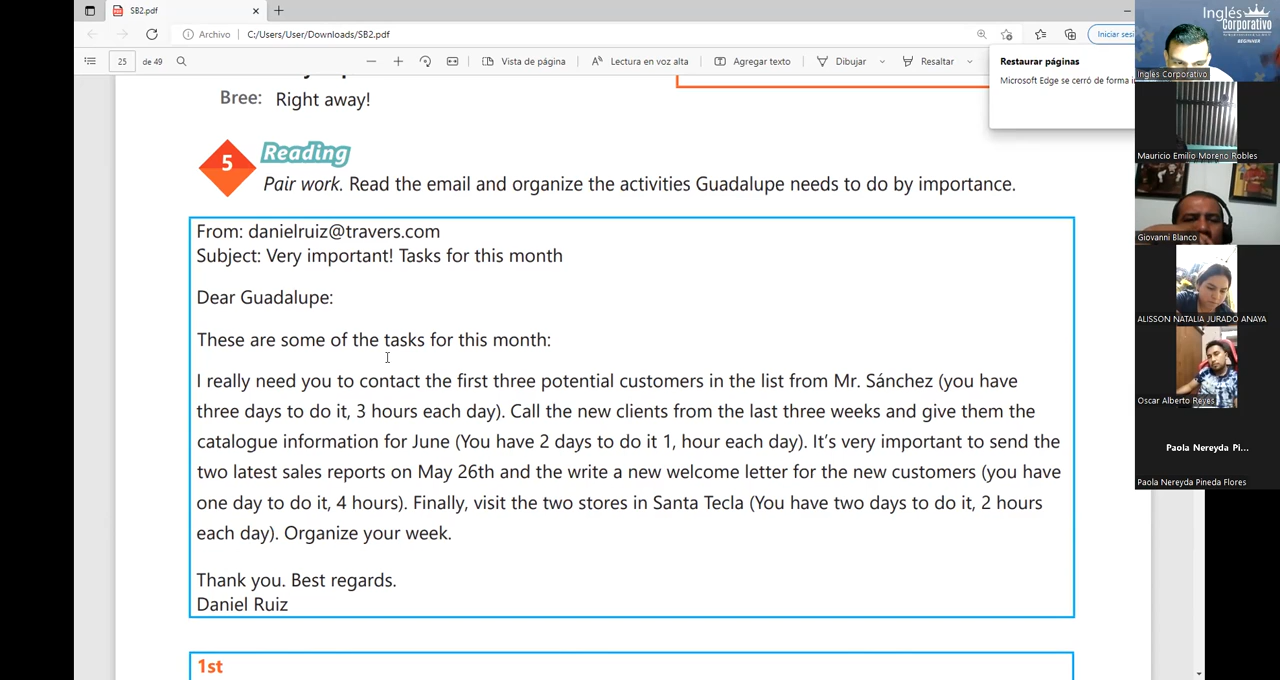 SB2.pdf
Archivo
C:/Users/User/Downloads/SB2.pdf
Iniciar sesi
25
de 49
Vista de página
Lectura en voz alta
Agregar texto
Dibujar
Resaltar
Restaurar páginas
Microsoft Edge se cerró de forma i
Bree: Right away!
5
Reading
Pair work. Read the email and organize the activities Guadalupe needs to do by importance.
From: danielruiz@travers.com
Subject: Very important! Tasks for this month
Dear Guadalupe:
These are some of the tasks for this month:
I really need you to contact the first three potential customers in the list from Mr. Sánchez (you have
three days to do it, 3 hours each day). Call the new clients from the last three weeks and give them the
catalogue information for June (You have 2 days to do it 1, hour each day). It's very important to send the
two latest sales reports on May 26th and the write a new welcome letter for the new customers (you have
one day to do it, 4 hours). Finally, visit the two stores in Santa Tecla (You have two days to do it, 2 hours
each day). Organize your week.
Thank you. Best regards.
Daniel Ruiz
1st
Inglés
Corporativo
BEGINNER
Inglés Corporativo
Mauricio Emilio Moreno Robles
Giovanni Blanco
ALISSON NATALIA JURADO ANAYA
Oscar Alberto Reyes
Paola Nereyda Pi...
Paola Nereyda Pineda Flores